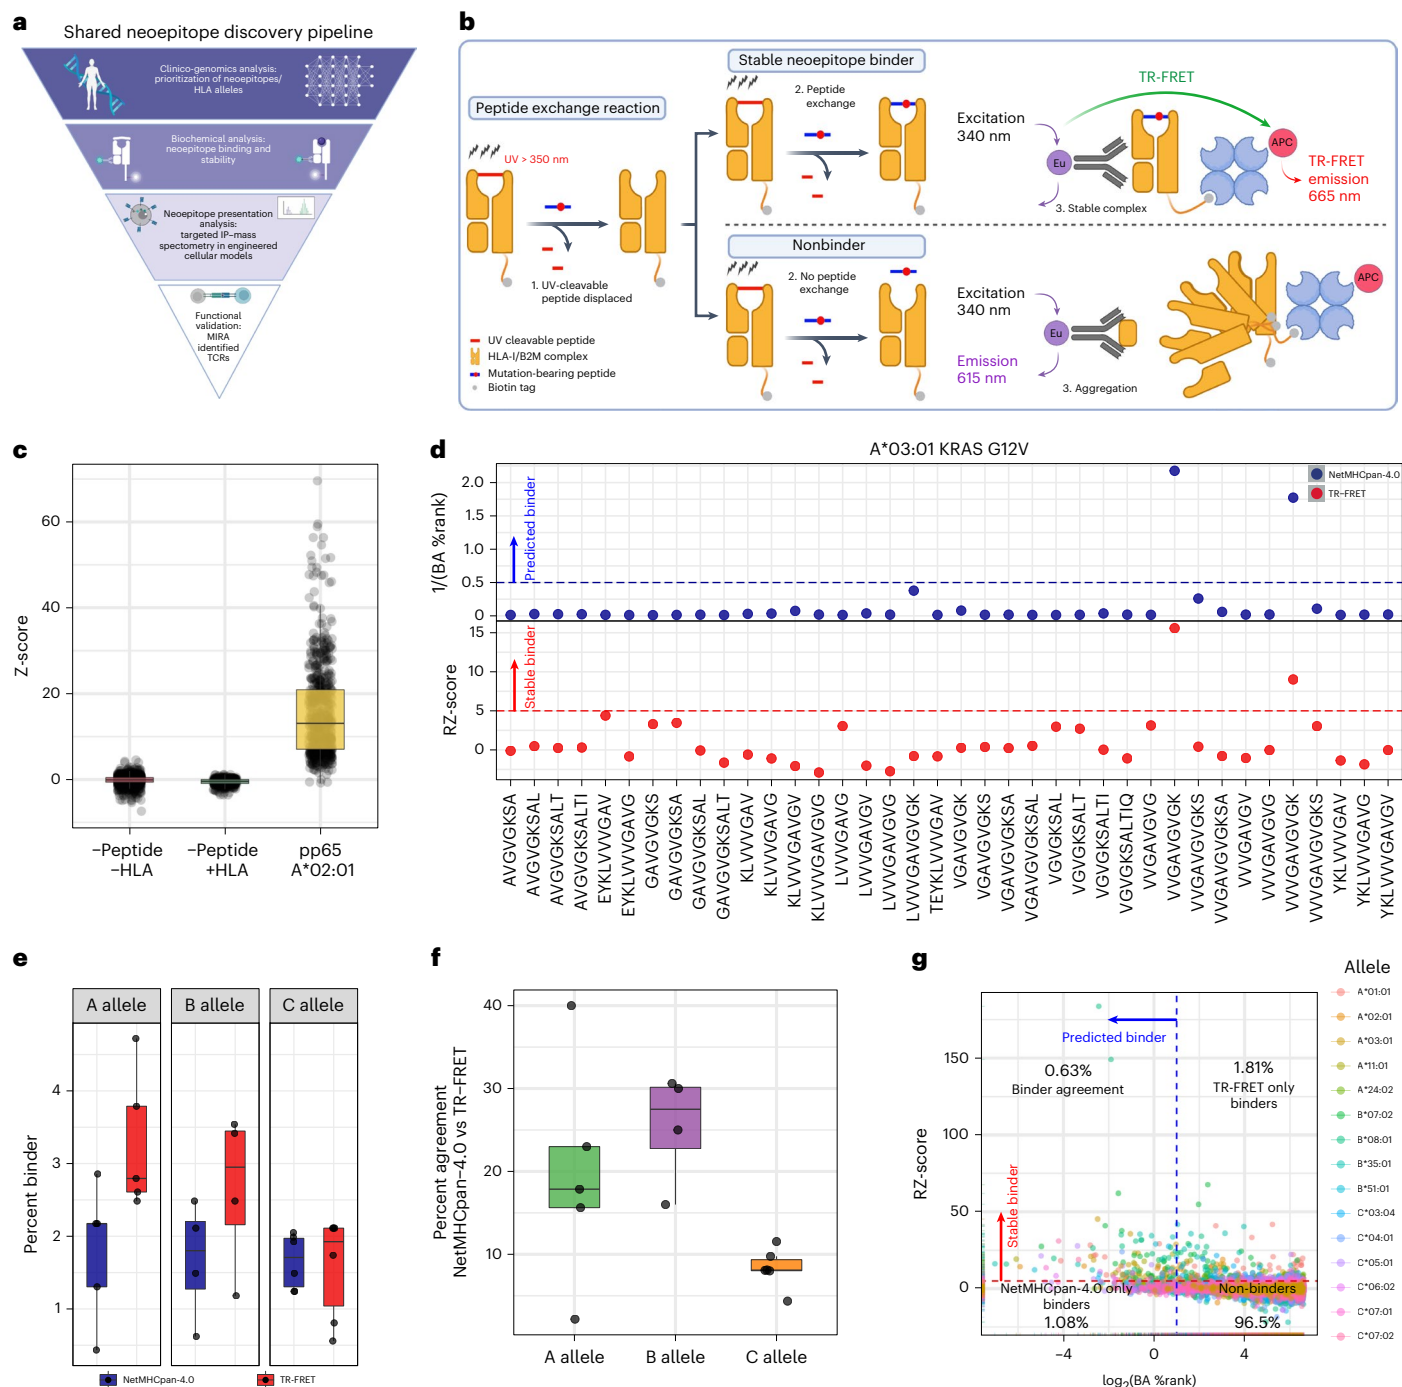 a
Shared neoepitope discovery pipeline
Clinico-genomics analysis:
prioritization of neoepitopes/
HLA alleles
Biochemical analysis:
neoepitope binding and
stability
Neoepitope presentation
analysis:
targeted IP–mass
spectometry in engineered
cellular models
Functional
validation:
MIRA
identified
TCRs
b
Peptide exchange reaction
UV > 350 nm
1. UV-cleavable
peptide displaced
UV cleavable peptide
HLA-I/B2M complex
Mutation-bearing peptide
Biotin tag
Stable neoepitope binder
2. Peptide
exchange
Excitation
340 nm
Eu
TR-FRET
APC
TR-FRET
emission
665 nm
3. Stable complex
Nonbinder
2. No peptide
exchange
Excitation
340 nm
Eu
Emission
615 nm
3. Aggregation
APC
c
Z-score
60
40
20
0
–Peptide
–HLA
–Peptide
+HLA
pp65
A*02:01
d
A*03:01 KRAS G12V
NetMHCpan-4.0
TR–FRET
1/(BA %rank)
2.0
1.5
1.0
0.5
0
Predicted binder
RZ-score
15
10
5
0
Stable binder
AVGVGKSA
AVGVGKSAL
AVGVGKSALT
AVGVGKSALTI
EYKLVVVGAV
EYKLVVVGAVG
GAVGVGKS
GAVGVGKSA
GAVGVGKSAL
GAVGVGKSALT
KLVVVGAV
KLVVVGAVG
KLVVVGAVGV
KLVVVGAVGVG
LVVVGAVG
LVVVGAVGV
LVVVGAVGVG
LVVVGAVGVGK
TEYKLVVVGAV
VGAVGVGK
VGAVGVGKS
VGAVGVGKSA
VGAVGVGKSAL
VGVGKSAL
VGVGKSALT
VGVGKSALTI
VGVGKSALTIQ
VVGAVGVG
VVGAVGVGK
VVGAVGVGKS
VVGAVGVGKSA
VVVGAVGV
VVVGAVGVG
VVVGAVGVGK
VVVGAVGVGKS
YKLVVVGAV
YKLVVVGAVG
YKLVVVGAVGV
e
A allele
B allele
C allele
Percent binder
4
3
2
1
NetMHCpan-4.0
TR-FRET
f
Percent agreement
NetMHCpan–4.0 vs TR–FRET
40
30
20
10
A allele
B allele
C allele
g
RZ-score
150
100
50
0
Predicted binder
0.63%
Binder agreement
1.81%
TR-FRET only
binders
Stable binder
NetMHCpan-4.0 only
binders
1.08%
Non-binders
96.5%
–4
0
4
log2(BA %rank)
Allele
A*01:01
A*02:01
A*03:01
A*11:01
A*24:02
B*07:02
B*08:01
B*35:01
B*51:01
C*03:04
C*04:01
C*05:01
C*06:02
C*07:01
C*07:02